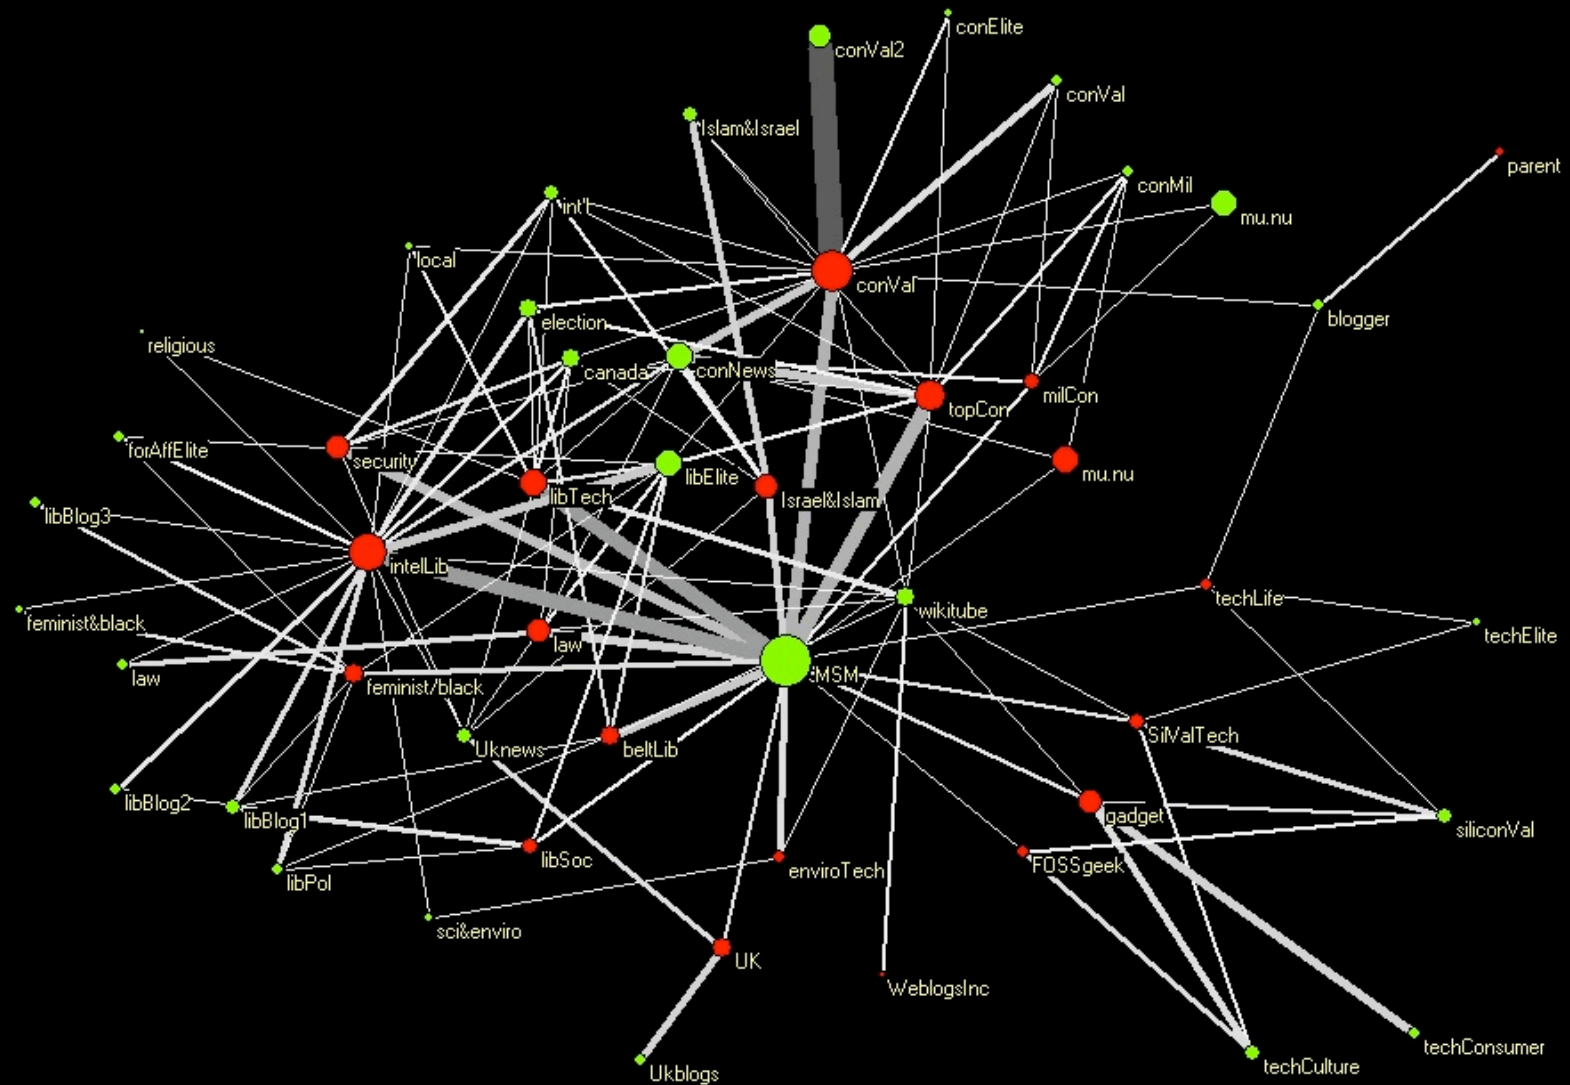 conElite
conVal2
conVal
Islam&Israel
parent
conMil
int'l
mu.nu
local
conVal
blogger
election
religious
canada
conNews
milCon
topCon
forAffElite
security
libElite
mu.nu
libTech
Israel&Islam
libBlog3
intelLib
techLife
wikitube
feminist&black
techElite
law
law
MSM
feminist/black
SilValTech
Uknews
beltLib
libBlog2
libBlog1
gadget
siliconVal
libSoc
FOSSgeek
enviroTech
libPol
sci&enviro
UK
WeblogsInc
techConsumer
techCulture
Ukblogs